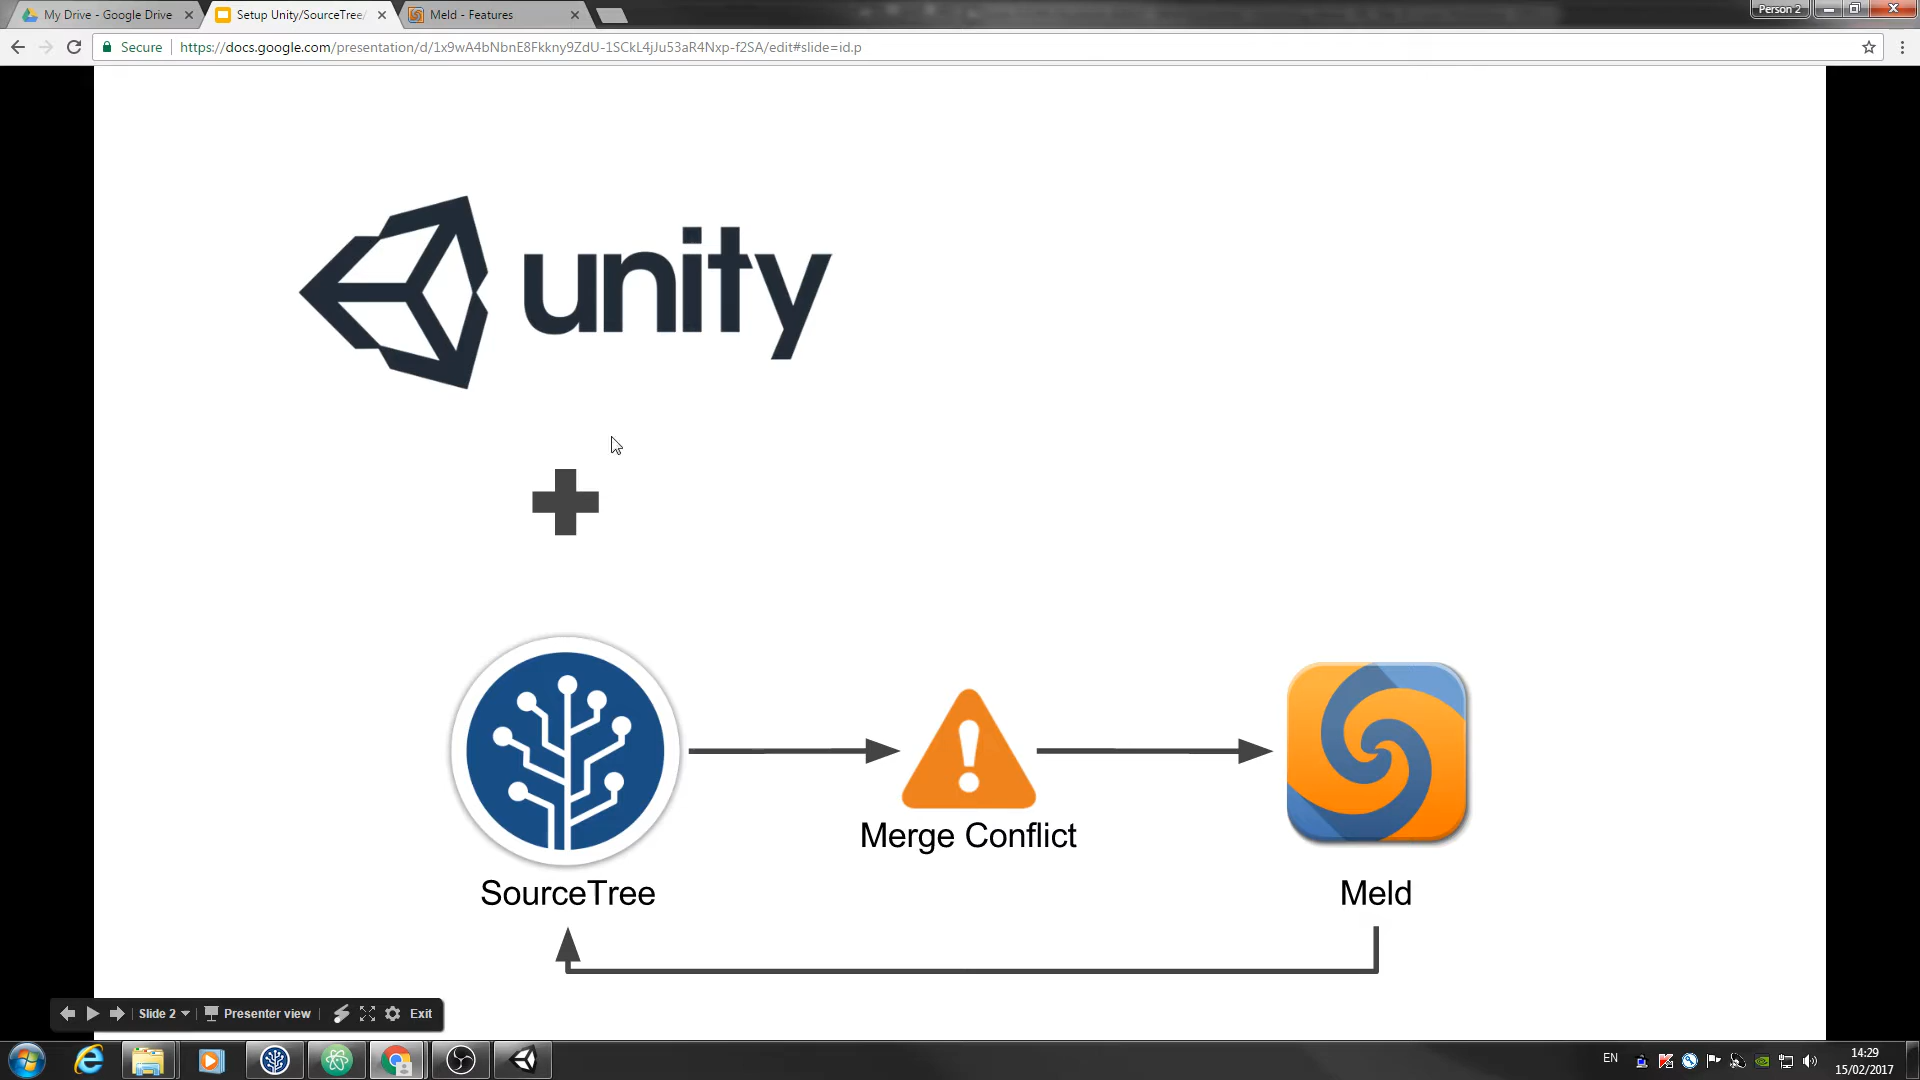 My Drive - Google Drive
Setup Unity/SourceTree/
Meld - Features
Person 2
Secure
https://docs.google.com/presentation/d/1x9wA4bNbnE8Fkkny9ZdU-1SCkL4jJu53aR4Nxp-f2SA/edit#slide=id.p
unity
Merge Conflict
SourceTree
Meld
Slide 2
Presenter view
Exit
EN
14:29
15/02/2017